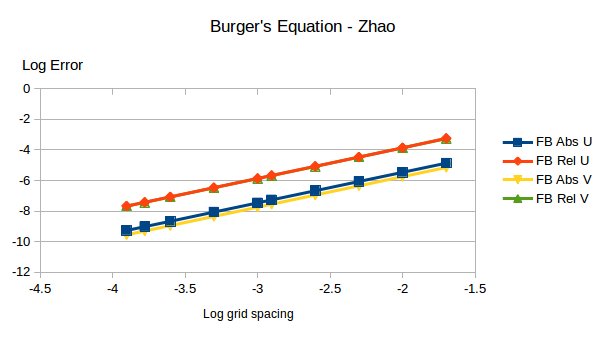 Burger's Equation - Zhao
Log Error
0
-2
-4
-6
-8
-10
-12
-4.5 -4 -3.5 -3 -2.5 -2 -1.5
Log grid spacing
FB Abs U
FB Rel U
FB Abs V
FB Rel V